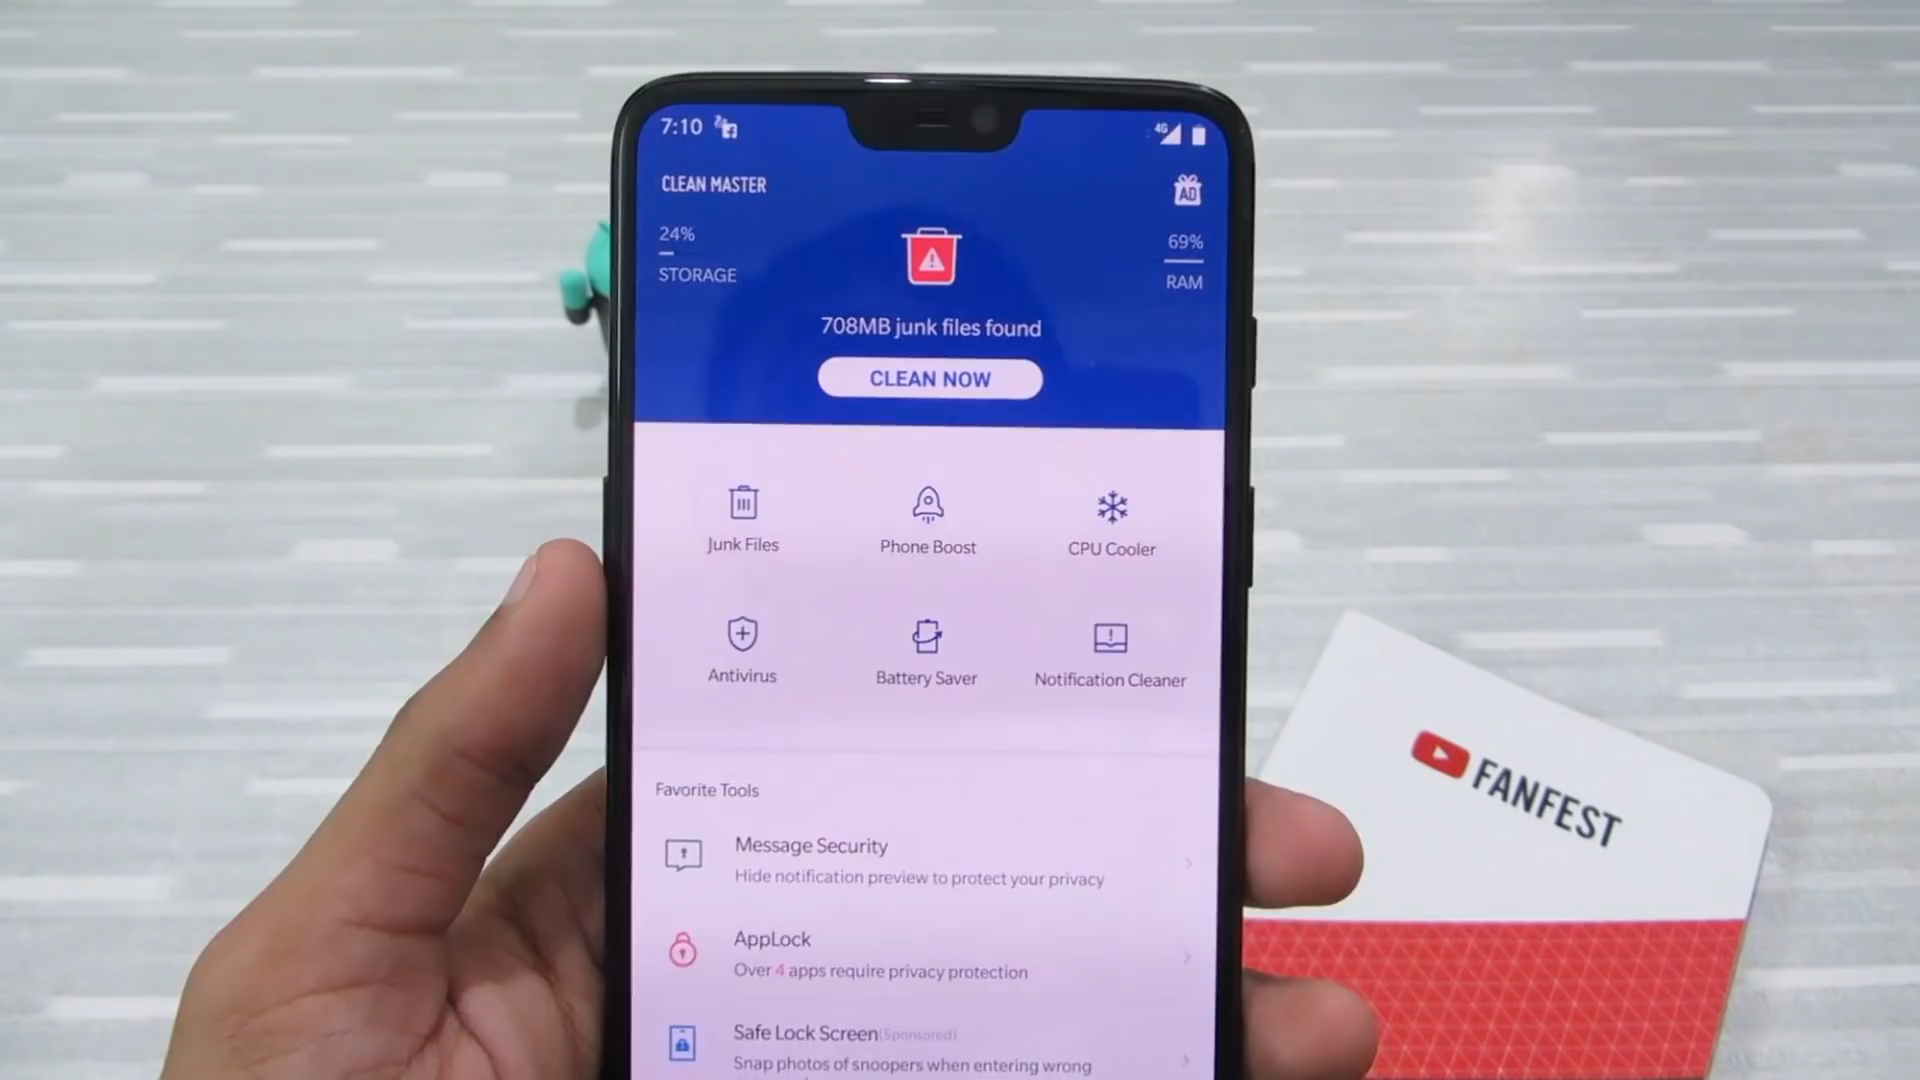 7:10
4G
CLEAN MASTER
AD
24%
STORAGE
69%
RAM
708MB junk files found
CLEAN NOW
Junk Files
Phone Boost
CPU Cooler
Antivirus
Battery Saver
Notification Cleaner
Favorite Tools
Message Security
Hide notification preview to protect your privacy
AppLock
Over 4 apps require privacy protection
Safe Lock Screen(Sponsored)
Snap photos of snoopers when entering wrong
FANFEST